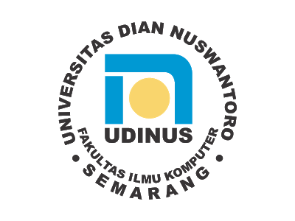 UNIVERSITAS DIAN NUSWANTORO
UDINUS
FAKULTAS ILMU KOMPUTER
• SEMARANG •